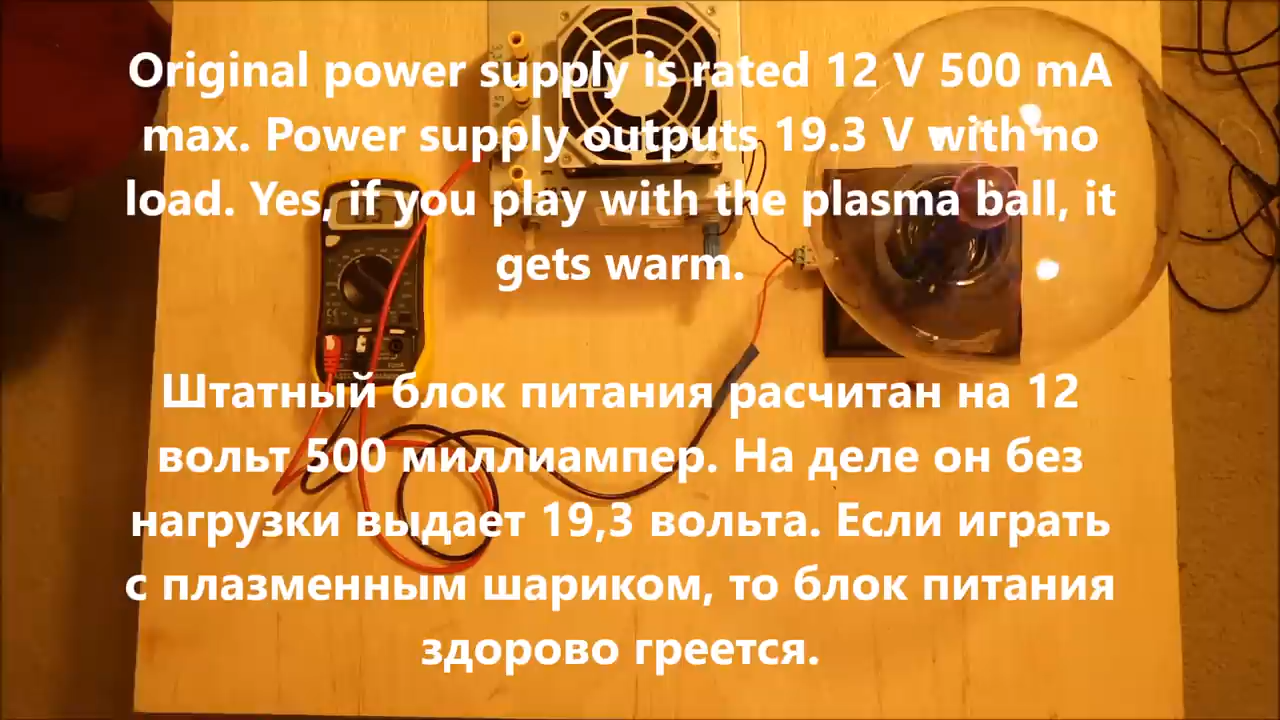 Original power supply is rated 12 V 500 mA
max. Power supply outputs 19.3 V with no
load. Yes, if you play with the plasma ball, it
gets warm.
Штатный блок питания расчитан на 12
вольт 500 миллиампер. На деле он без
нагрузки выдает 19,3 вольта. Если играть
с плазменным шариком, то блок питания
здорово греется.